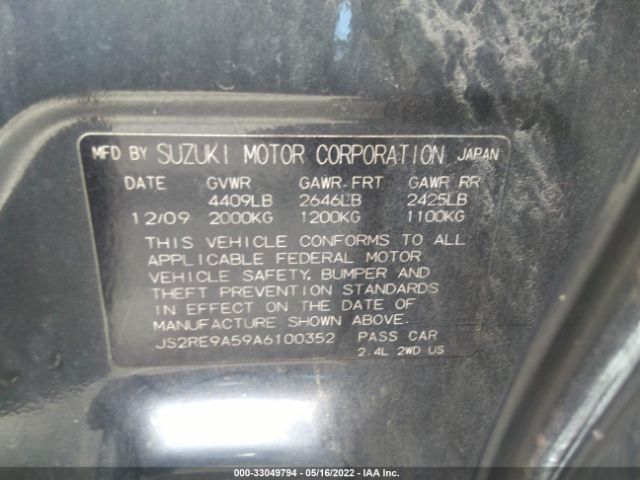 MFD BY SUZUKI MOTOR CORPORATION JAPAN
DATE GVWR GAWR FRT GAWR RR
4409LB 2646LB 2425LB
12/09 2000KG 1200KG 1100KG
THIS VEHICLE CONFORMS TO ALL
APPLICABLE FEDERAL MOTOR
VEHICLE SAFETY, BUMPER AND
THEFT PREVENTION STANDARDS
IN EFFECT ON THE DATE OF
MANUFACTURE SHOWN ABOVE.
JS2RE9A59A6100352 PASS CAR
2.4L 2WD US
000-33049794 - 05/16/2022 - IAA Inc.